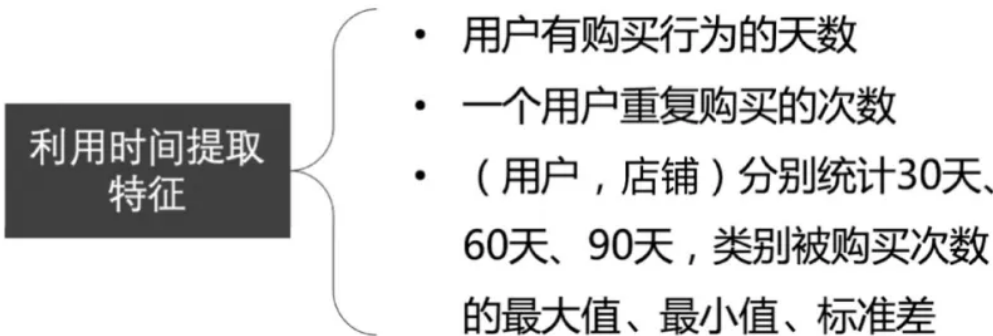 利用时间提取
特征
• 用户有购买行为的天数
• 一个用户重复购买的次数
• （用户，店铺）分别统计30天、
60天、90天，类别被购买次数
的最大值、最小值、标准差